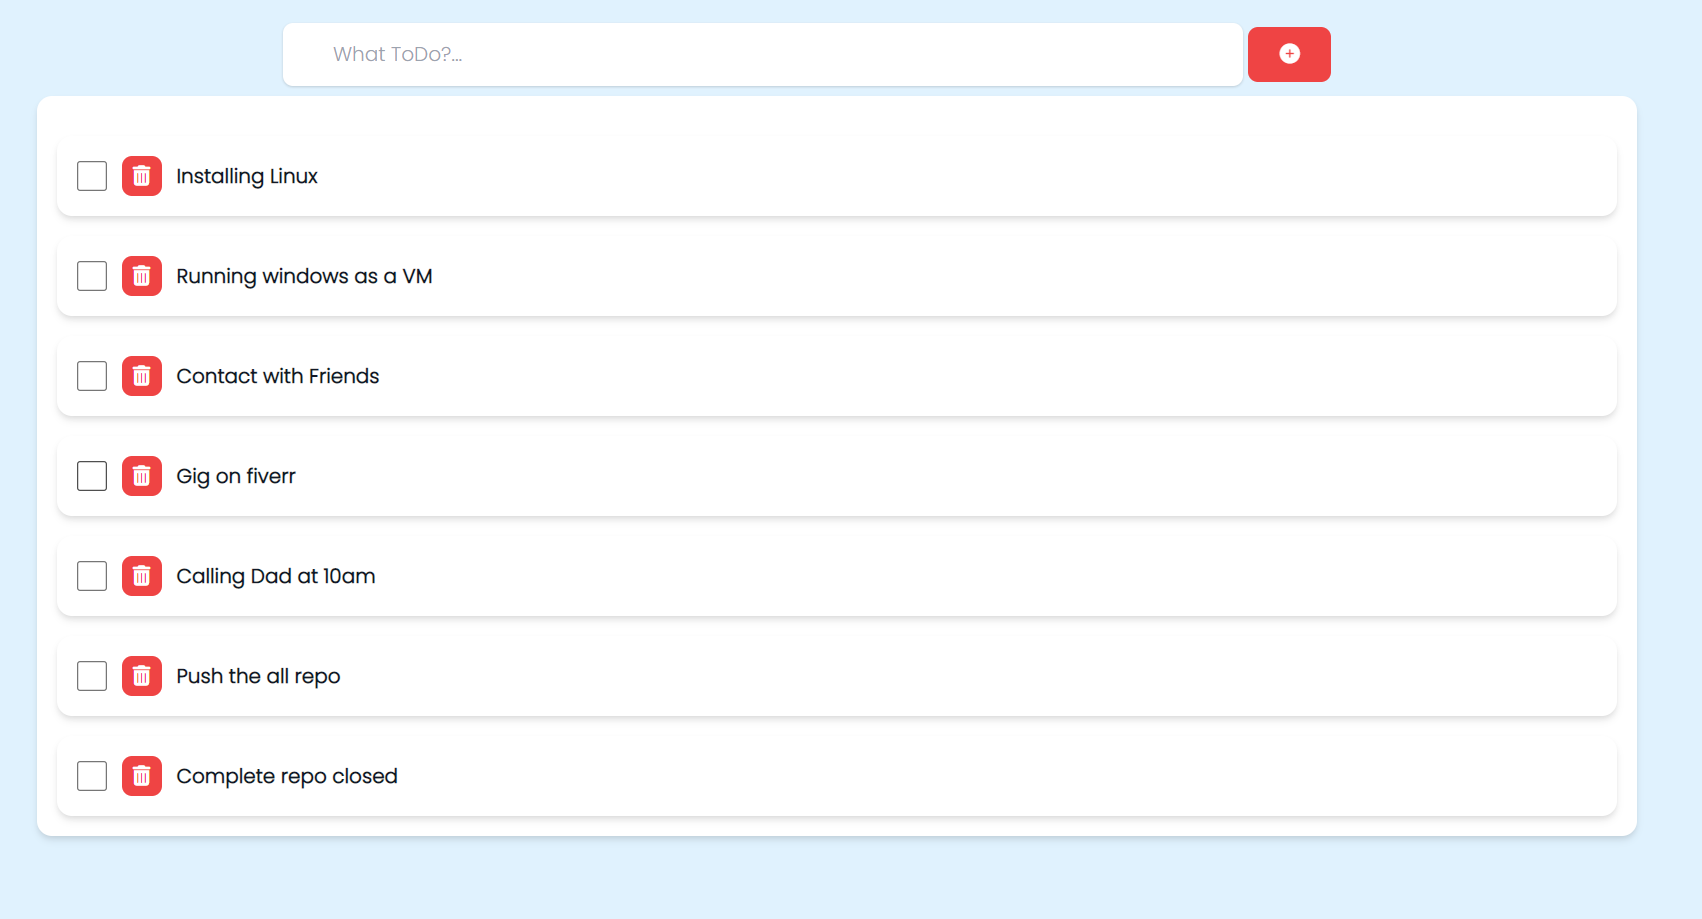 What ToDo?...
Installing Linux
Running windows as a VM
Contact with Friends
Gig on fiverr
Calling Dad at 10am
Push the all repo
Complete repo closed